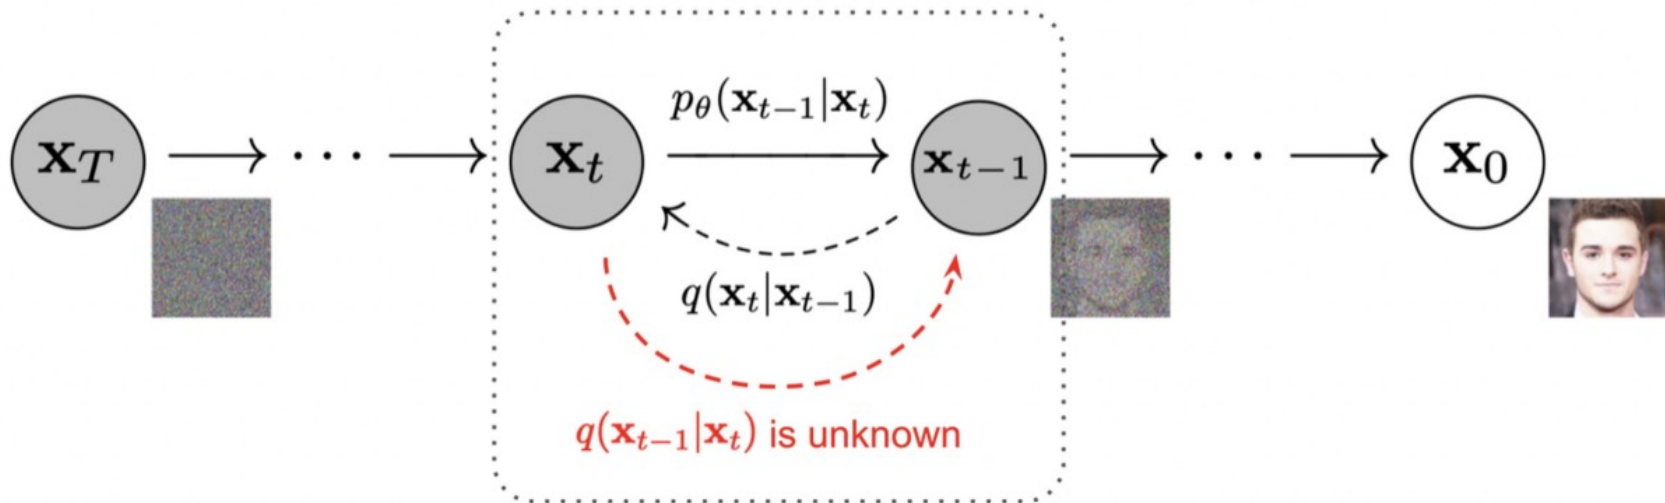 p_θ(x_{t−1}|x_t)
x_T → · · · → x_t → x_{t−1} → · · · → x_0
q(x_t|x_{t−1})
q(x_{t−1}|x_t) is unknown